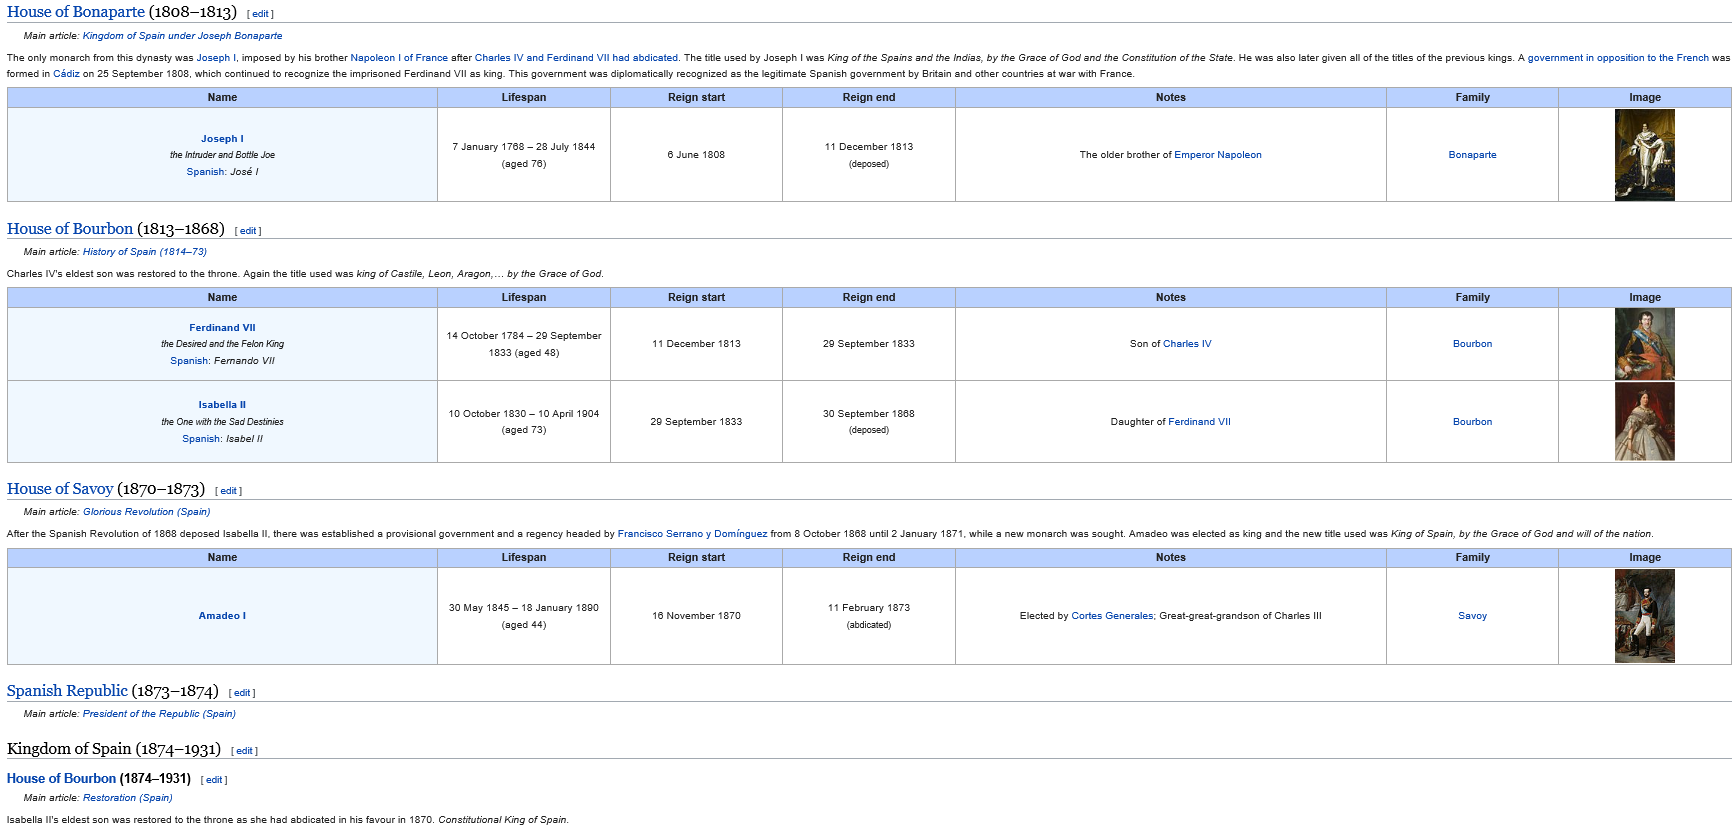 House of Bonaparte (1808–1813) [ edit ]
Main article: Kingdom of Spain under Joseph Bonaparte
The only monarch from this dynasty was Joseph I, imposed by his brother Napoleon I of France after Charles IV and Ferdinand VII had abdicated. The title used by Joseph I was King of the Spains and the Indias, by the Grace of God and the Constitution of the State. He was also later given all of the titles of the previous kings. A government in opposition to the French was
formed in Cádiz on 25 September 1808, which continued to recognize the imprisoned Ferdinand VII as king. This government was diplomatically recognized as the legitimate Spanish government by Britain and other countries at war with France.
Name Lifespan Reign start Reign end Notes Family Image
Joseph I
the Intruder and Bottle Joe
Spanish: José I
7 January 1768 – 28 July 1844
(aged 76)
6 June 1808
11 December 1813
(deposed)
The older brother of Emperor Napoleon
Bonaparte
House of Bourbon (1813–1868) [ edit ]
Main article: History of Spain (1814–73)
Charles IV's eldest son was restored to the throne. Again the title used was king of Castile, Leon, Aragon,… by the Grace of God.
Name Lifespan Reign start Reign end Notes Family Image
Ferdinand VII
the Desired and the Felon King
Spanish: Fernando VII
14 October 1784 – 29 September
1833 (aged 48)
11 December 1813
29 September 1833
Son of Charles IV
Bourbon
Isabella II
the One with the Sad Destinies
Spanish: Isabel II
10 October 1830 – 10 April 1904
(aged 73)
29 September 1833
30 September 1868
(deposed)
Daughter of Ferdinand VII
Bourbon
House of Savoy (1870–1873) [ edit ]
Main article: Glorious Revolution (Spain)
After the Spanish Revolution of 1868 deposed Isabella II, there was established a provisional government and a regency headed by Francisco Serrano y Domínguez from 8 October 1868 until 2 January 1871, while a new monarch was sought. Amadeo was elected as king and the new title used was King of Spain, by the Grace of God and will of the nation.
Name Lifespan Reign start Reign end Notes Family Image
Amadeo I
30 May 1845 – 18 January 1890
(aged 44)
16 November 1870
11 February 1873
(abdicated)
Elected by Cortes Generales; Great-great-grandson of Charles III
Savoy
Spanish Republic (1873–1874) [ edit ]
Main article: President of the Republic (Spain)
Kingdom of Spain (1874–1931) [ edit ]
House of Bourbon (1874–1931) [ edit ]
Main article: Restoration (Spain)
Isabella II's eldest son was restored to the throne as she had abdicated in his favour in 1870. Constitutional King of Spain.